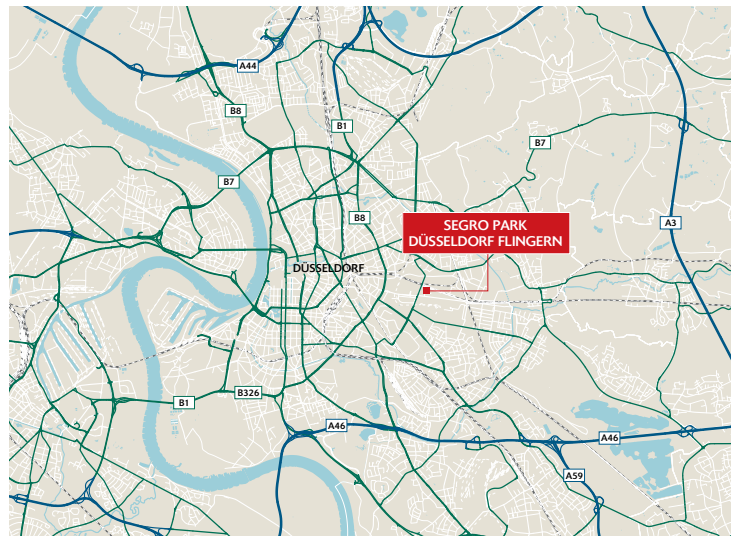 A44
B8
B1
B7
B7
B8
A3
SEGRO PARK
DÜSSELDORF FLINGERN
DÜSSELDORF
B326
B1
A46
A46
A59